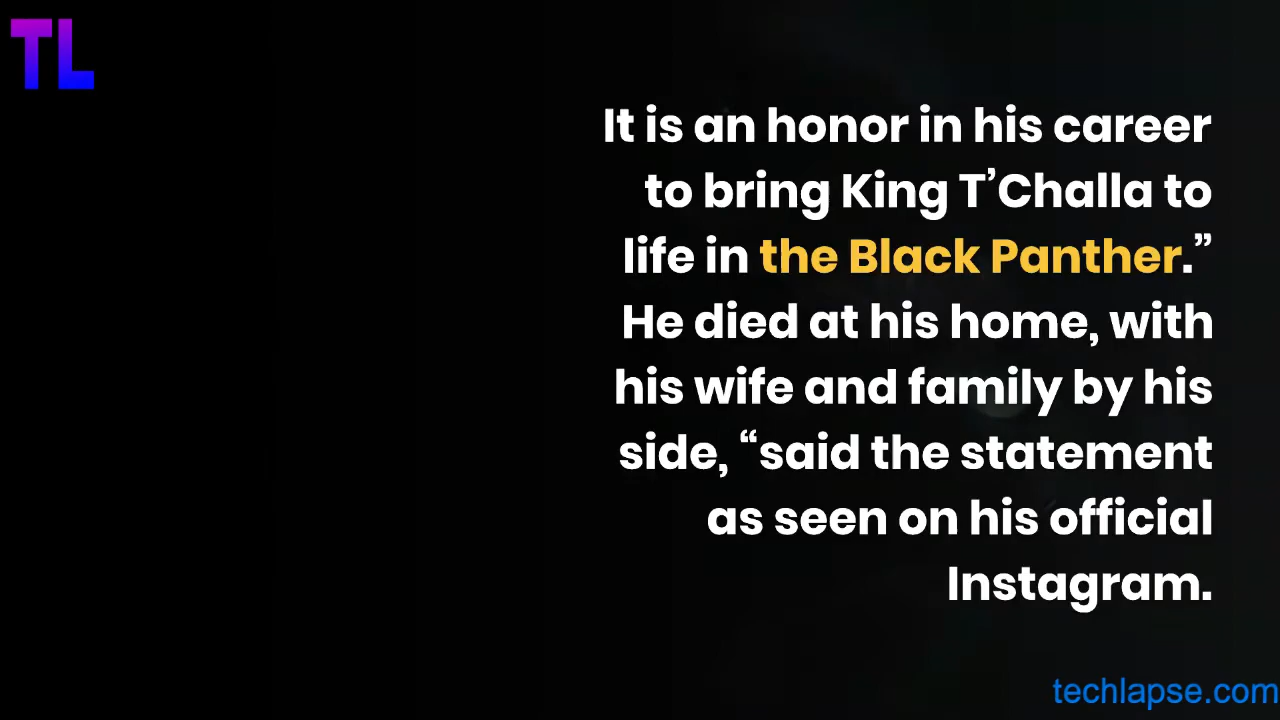 TL
It is an honor in his career
to bring King T’Challa to
life in the Black Panther.”
He died at his home, with
his wife and family by his
side, “said the statement
as seen on his official
Instagram.
techlapse.com